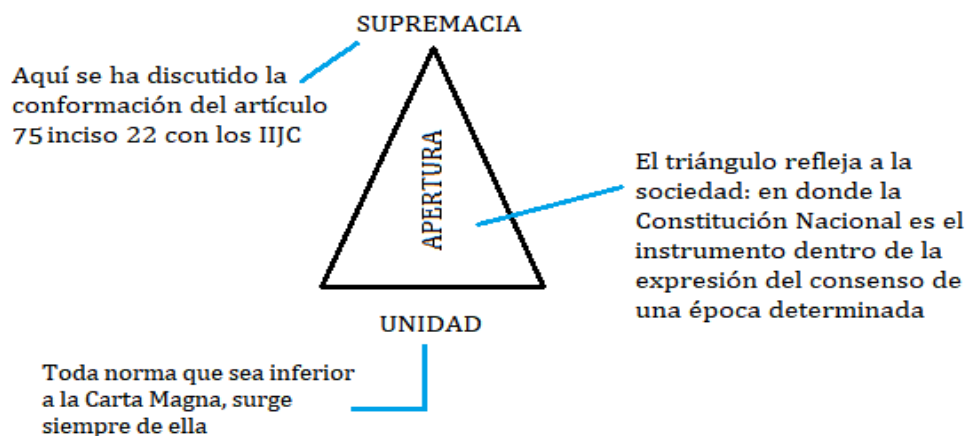 SUPREMACIA
Aquí se ha discutido la
conformación del artículo
75 inciso 22 con los IIJC
APERTURA
El triángulo refleja a la
sociedad: en donde la
Constitución Nacional es el
instrumento dentro de la
expresión del consenso de
una época determinada
UNIDAD
Toda norma que sea inferior
a la Carta Magna, surge
siempre de ella